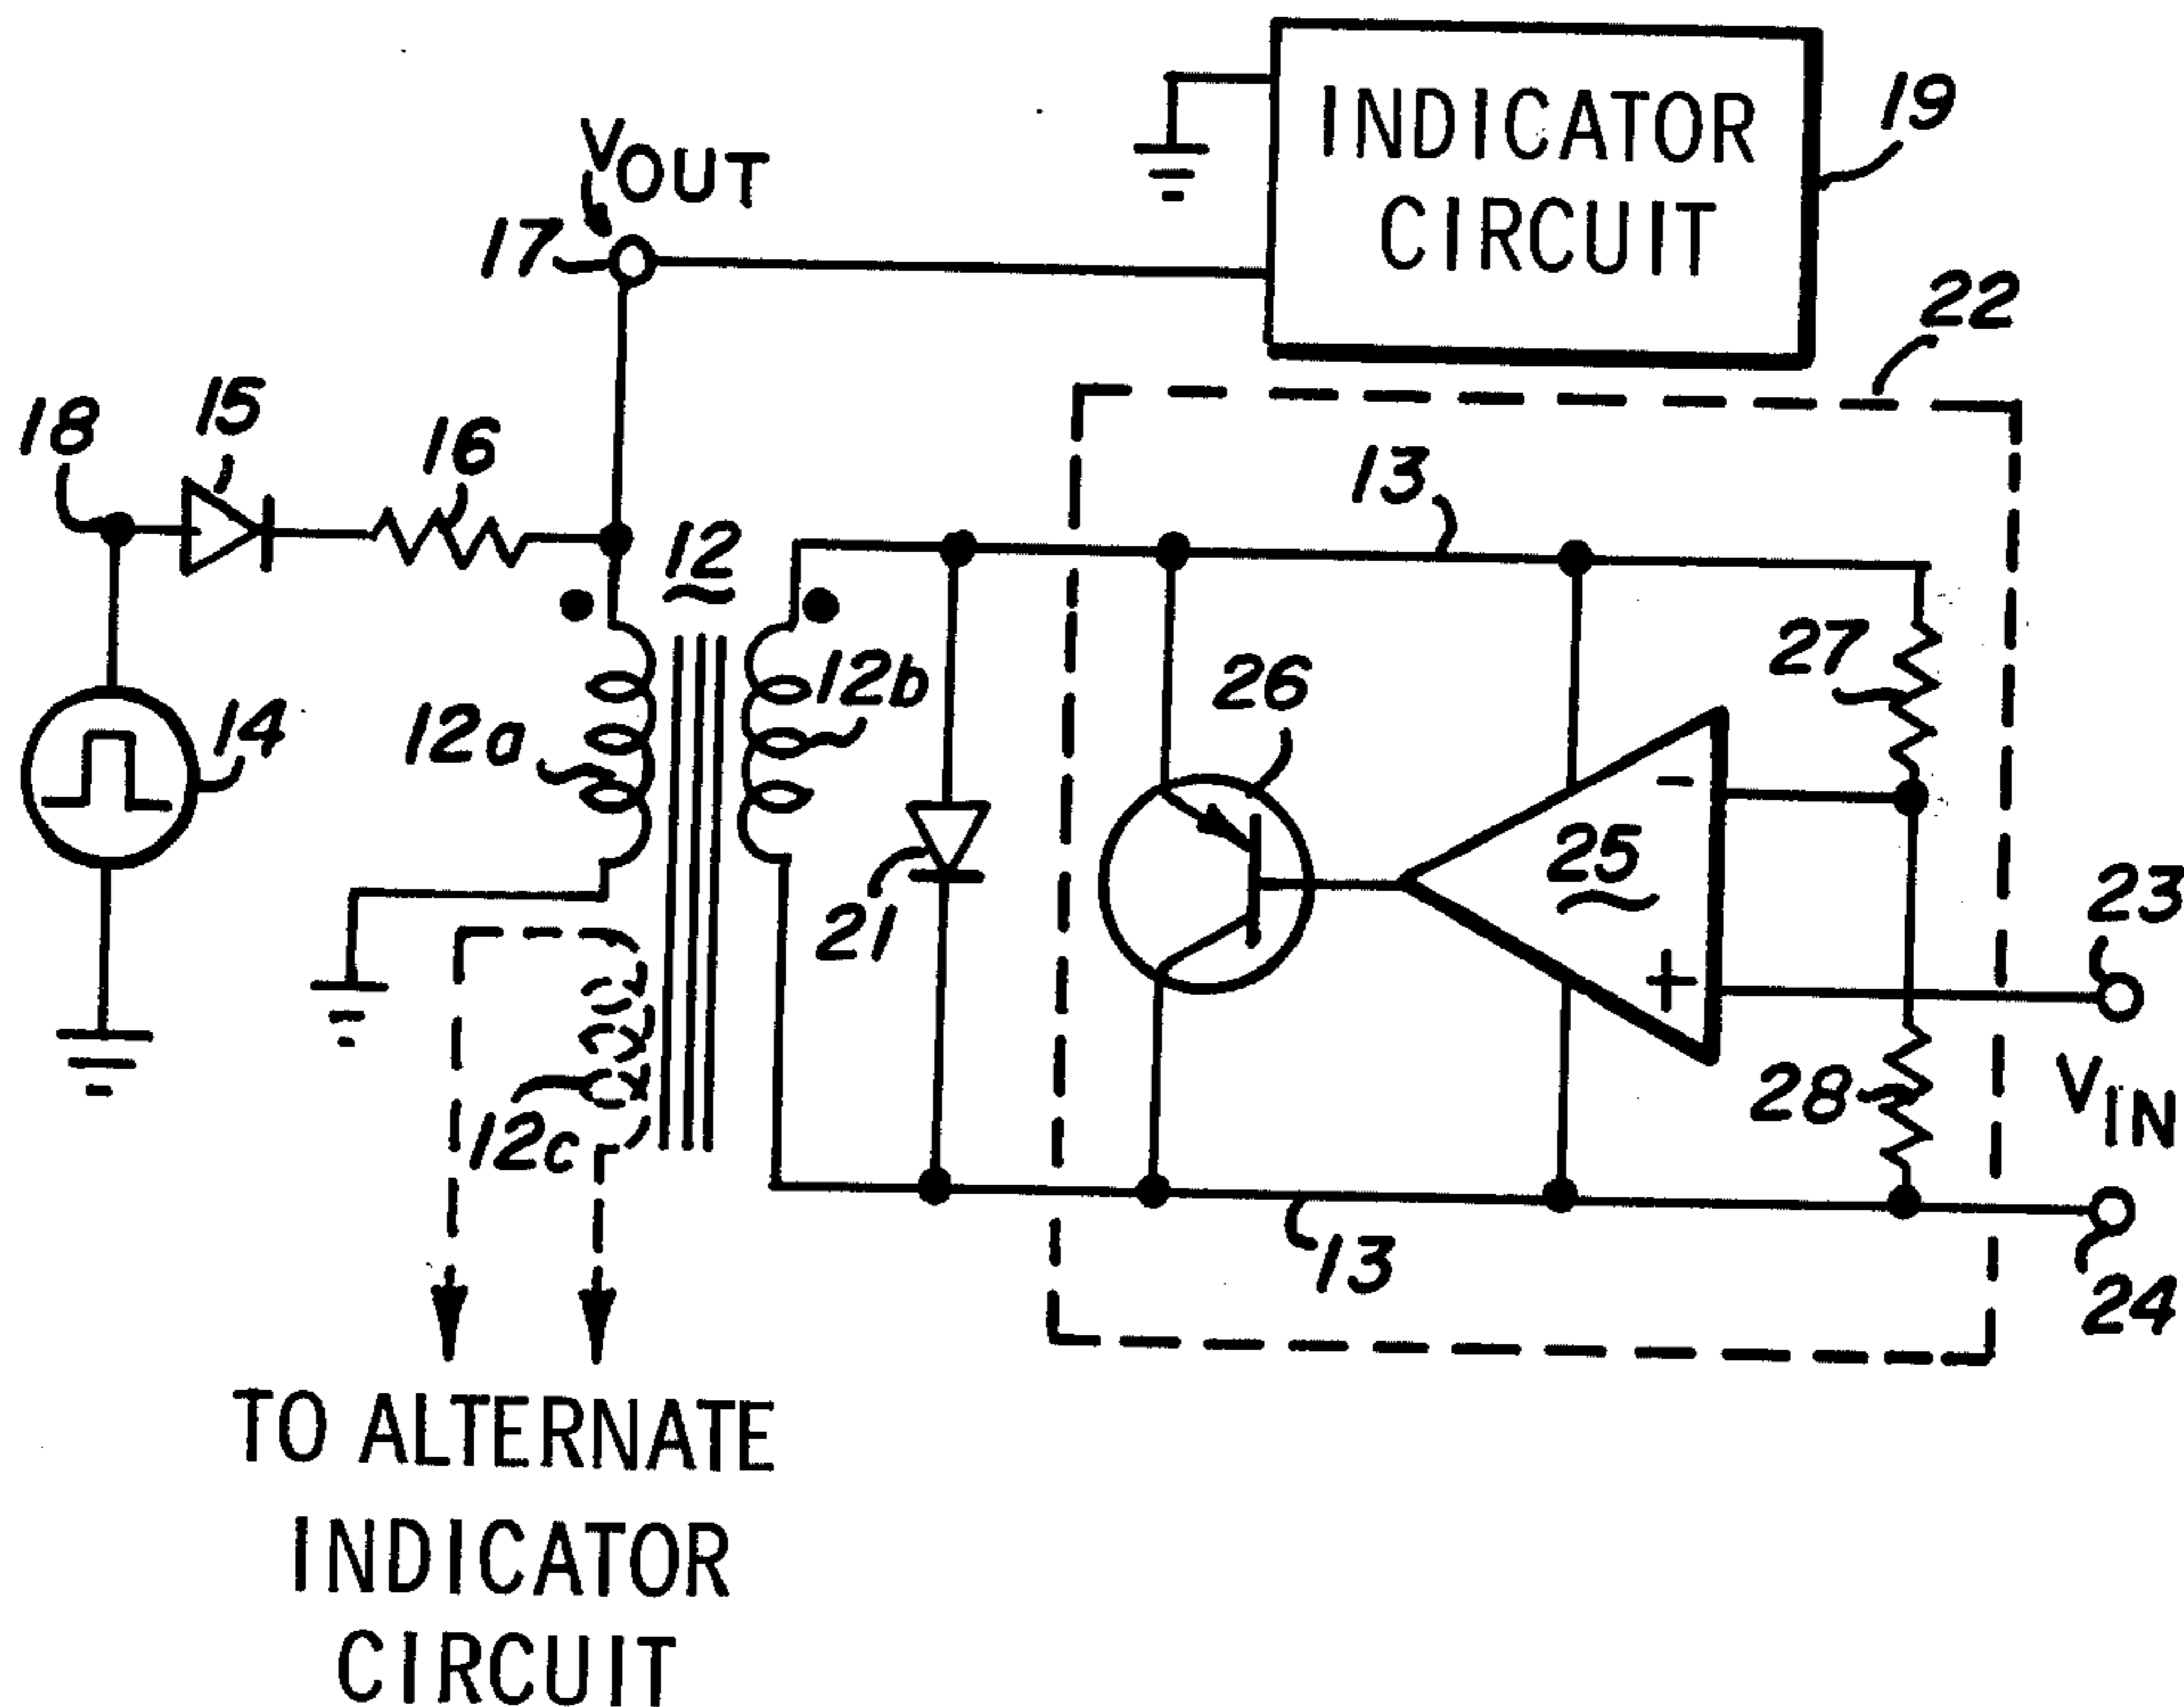 INDICATOR
CIRCUIT
19
VOUT
17
22
18
15
16
13
12
27
12b
26
12a
14
25
-
+
23
21
VIN
28
12c
13
24
TO ALTERNATE
INDICATOR
CIRCUIT